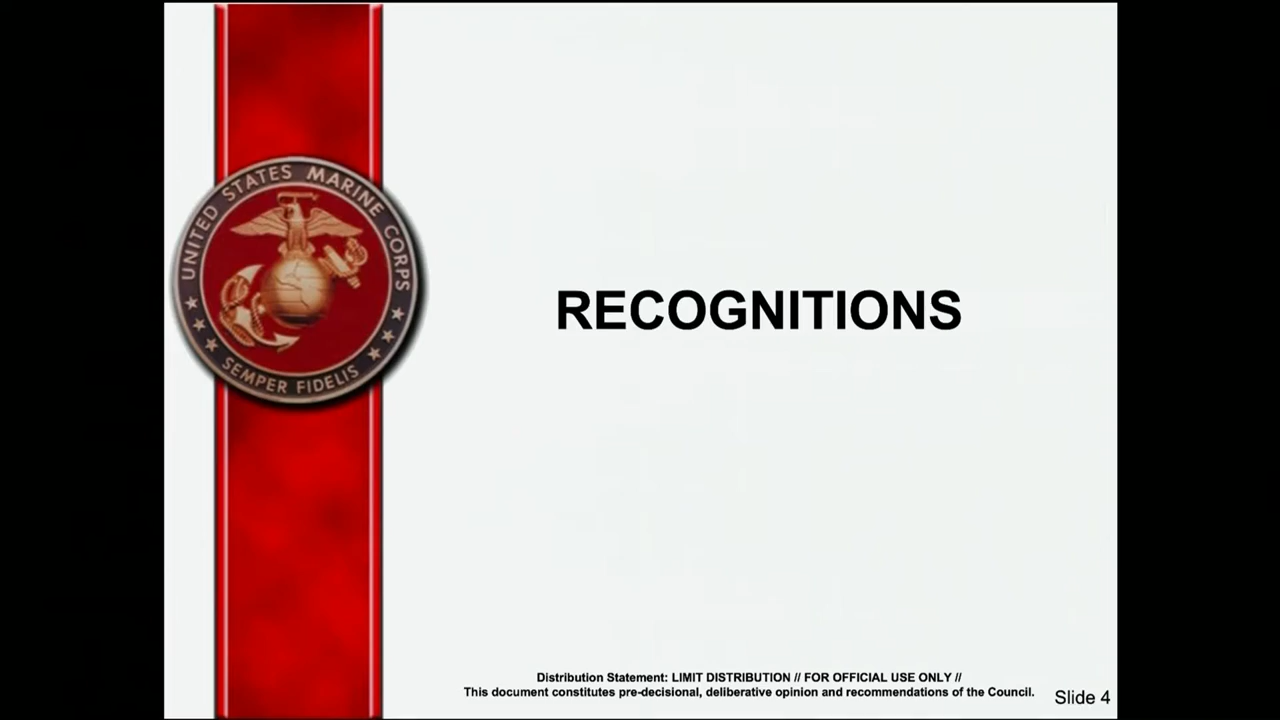 UNITED STATES MARINE CORPS
SEMPER FIDELIS
RECOGNITIONS
Distribution Statement: LIMIT DISTRIBUTION // FOR OFFICIAL USE ONLY //
This document constitutes pre-decisional, deliberative opinion and recommendations of the Council.
Slide 4